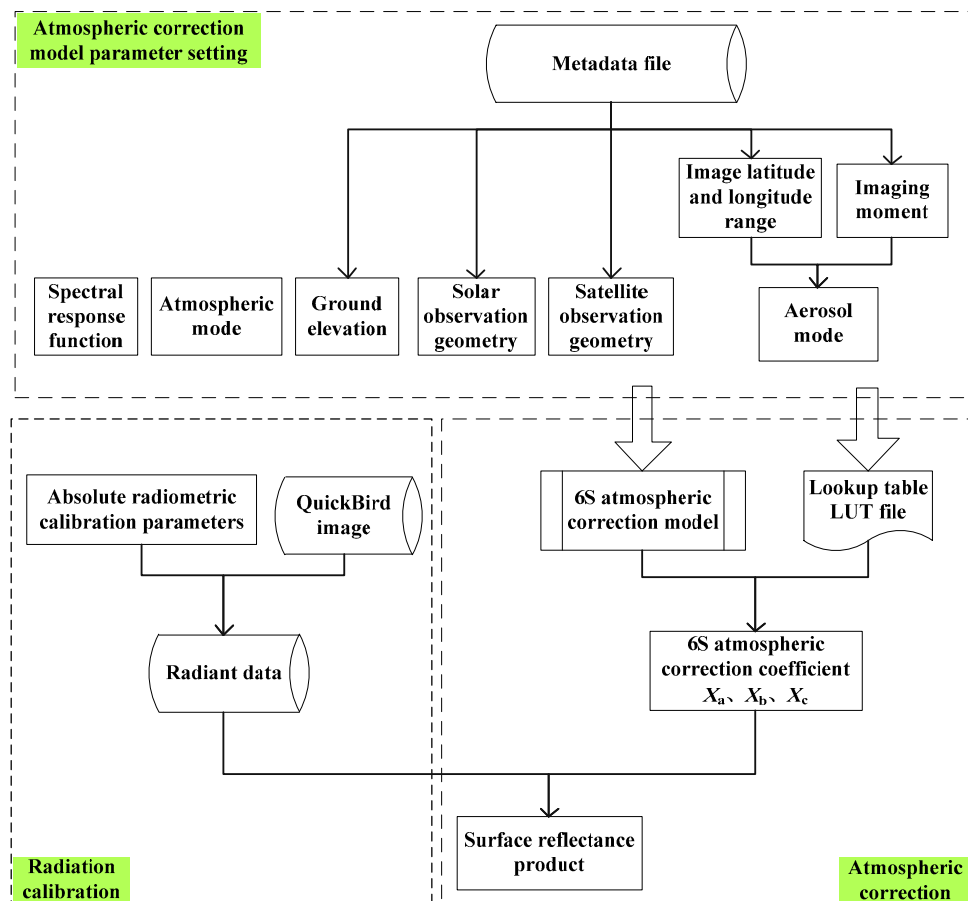 Atmospheric correction
model parameter setting
Metadata file
Image latitude
and longitude
range
Imaging
moment
Spectral
response
function
Atmospheric
mode
Ground
elevation
Solar
observation
geometry
Satellite
observation
geometry
Aerosol
mode
Absolute radiometric
calibration parameters
QuickBird
image
6S atmospheric
correction model
Lookup table
LUT file
Radiant data
6S atmospheric
correction coefficient
Xa、Xb、Xc
Surface reflectance
product
Radiation
calibration
Atmospheric
correction